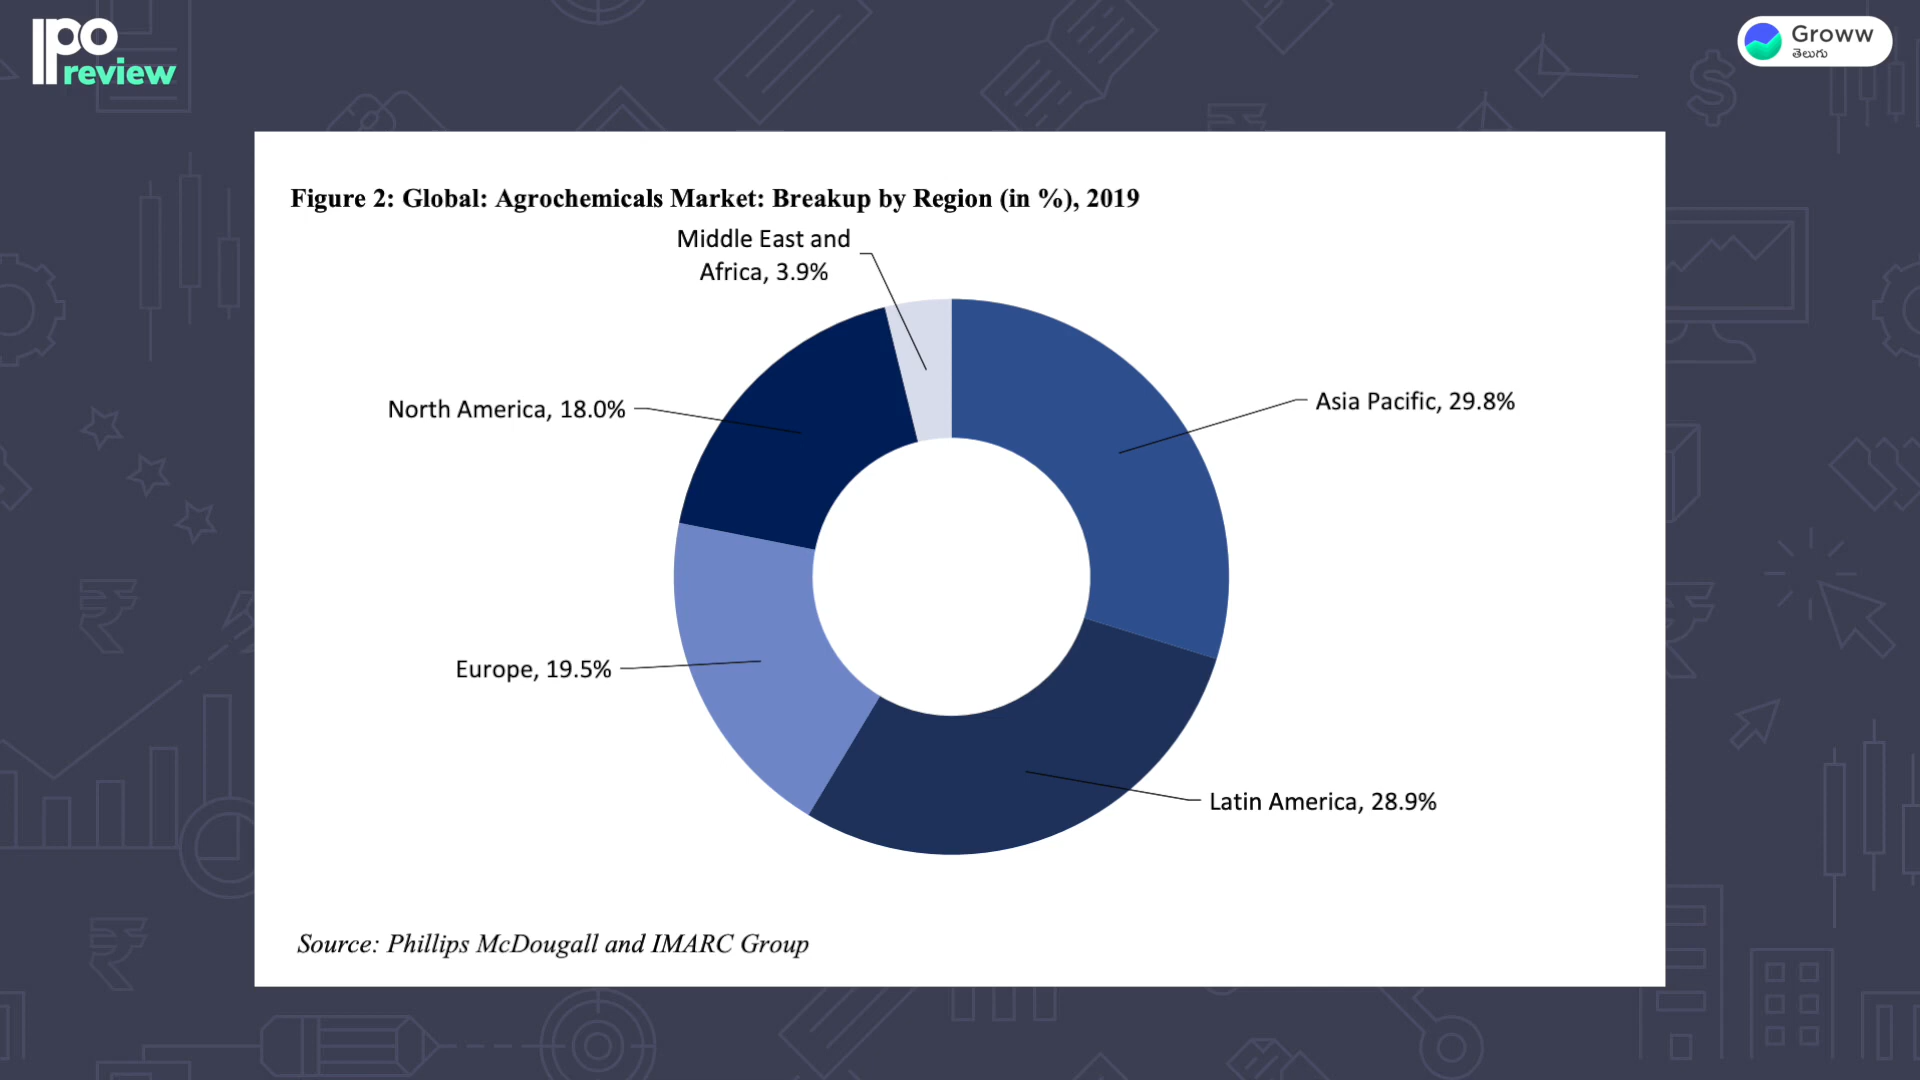 IPO
review
Groww
తెలుగు
Figure 2: Global: Agrochemicals Market: Breakup by Region (in %), 2019
Middle East and
Africa, 3.9%
North America, 18.0%
Asia Pacific, 29.8%
Europe, 19.5%
Latin America, 28.9%
Source: Phillips McDougall and IMARC Group